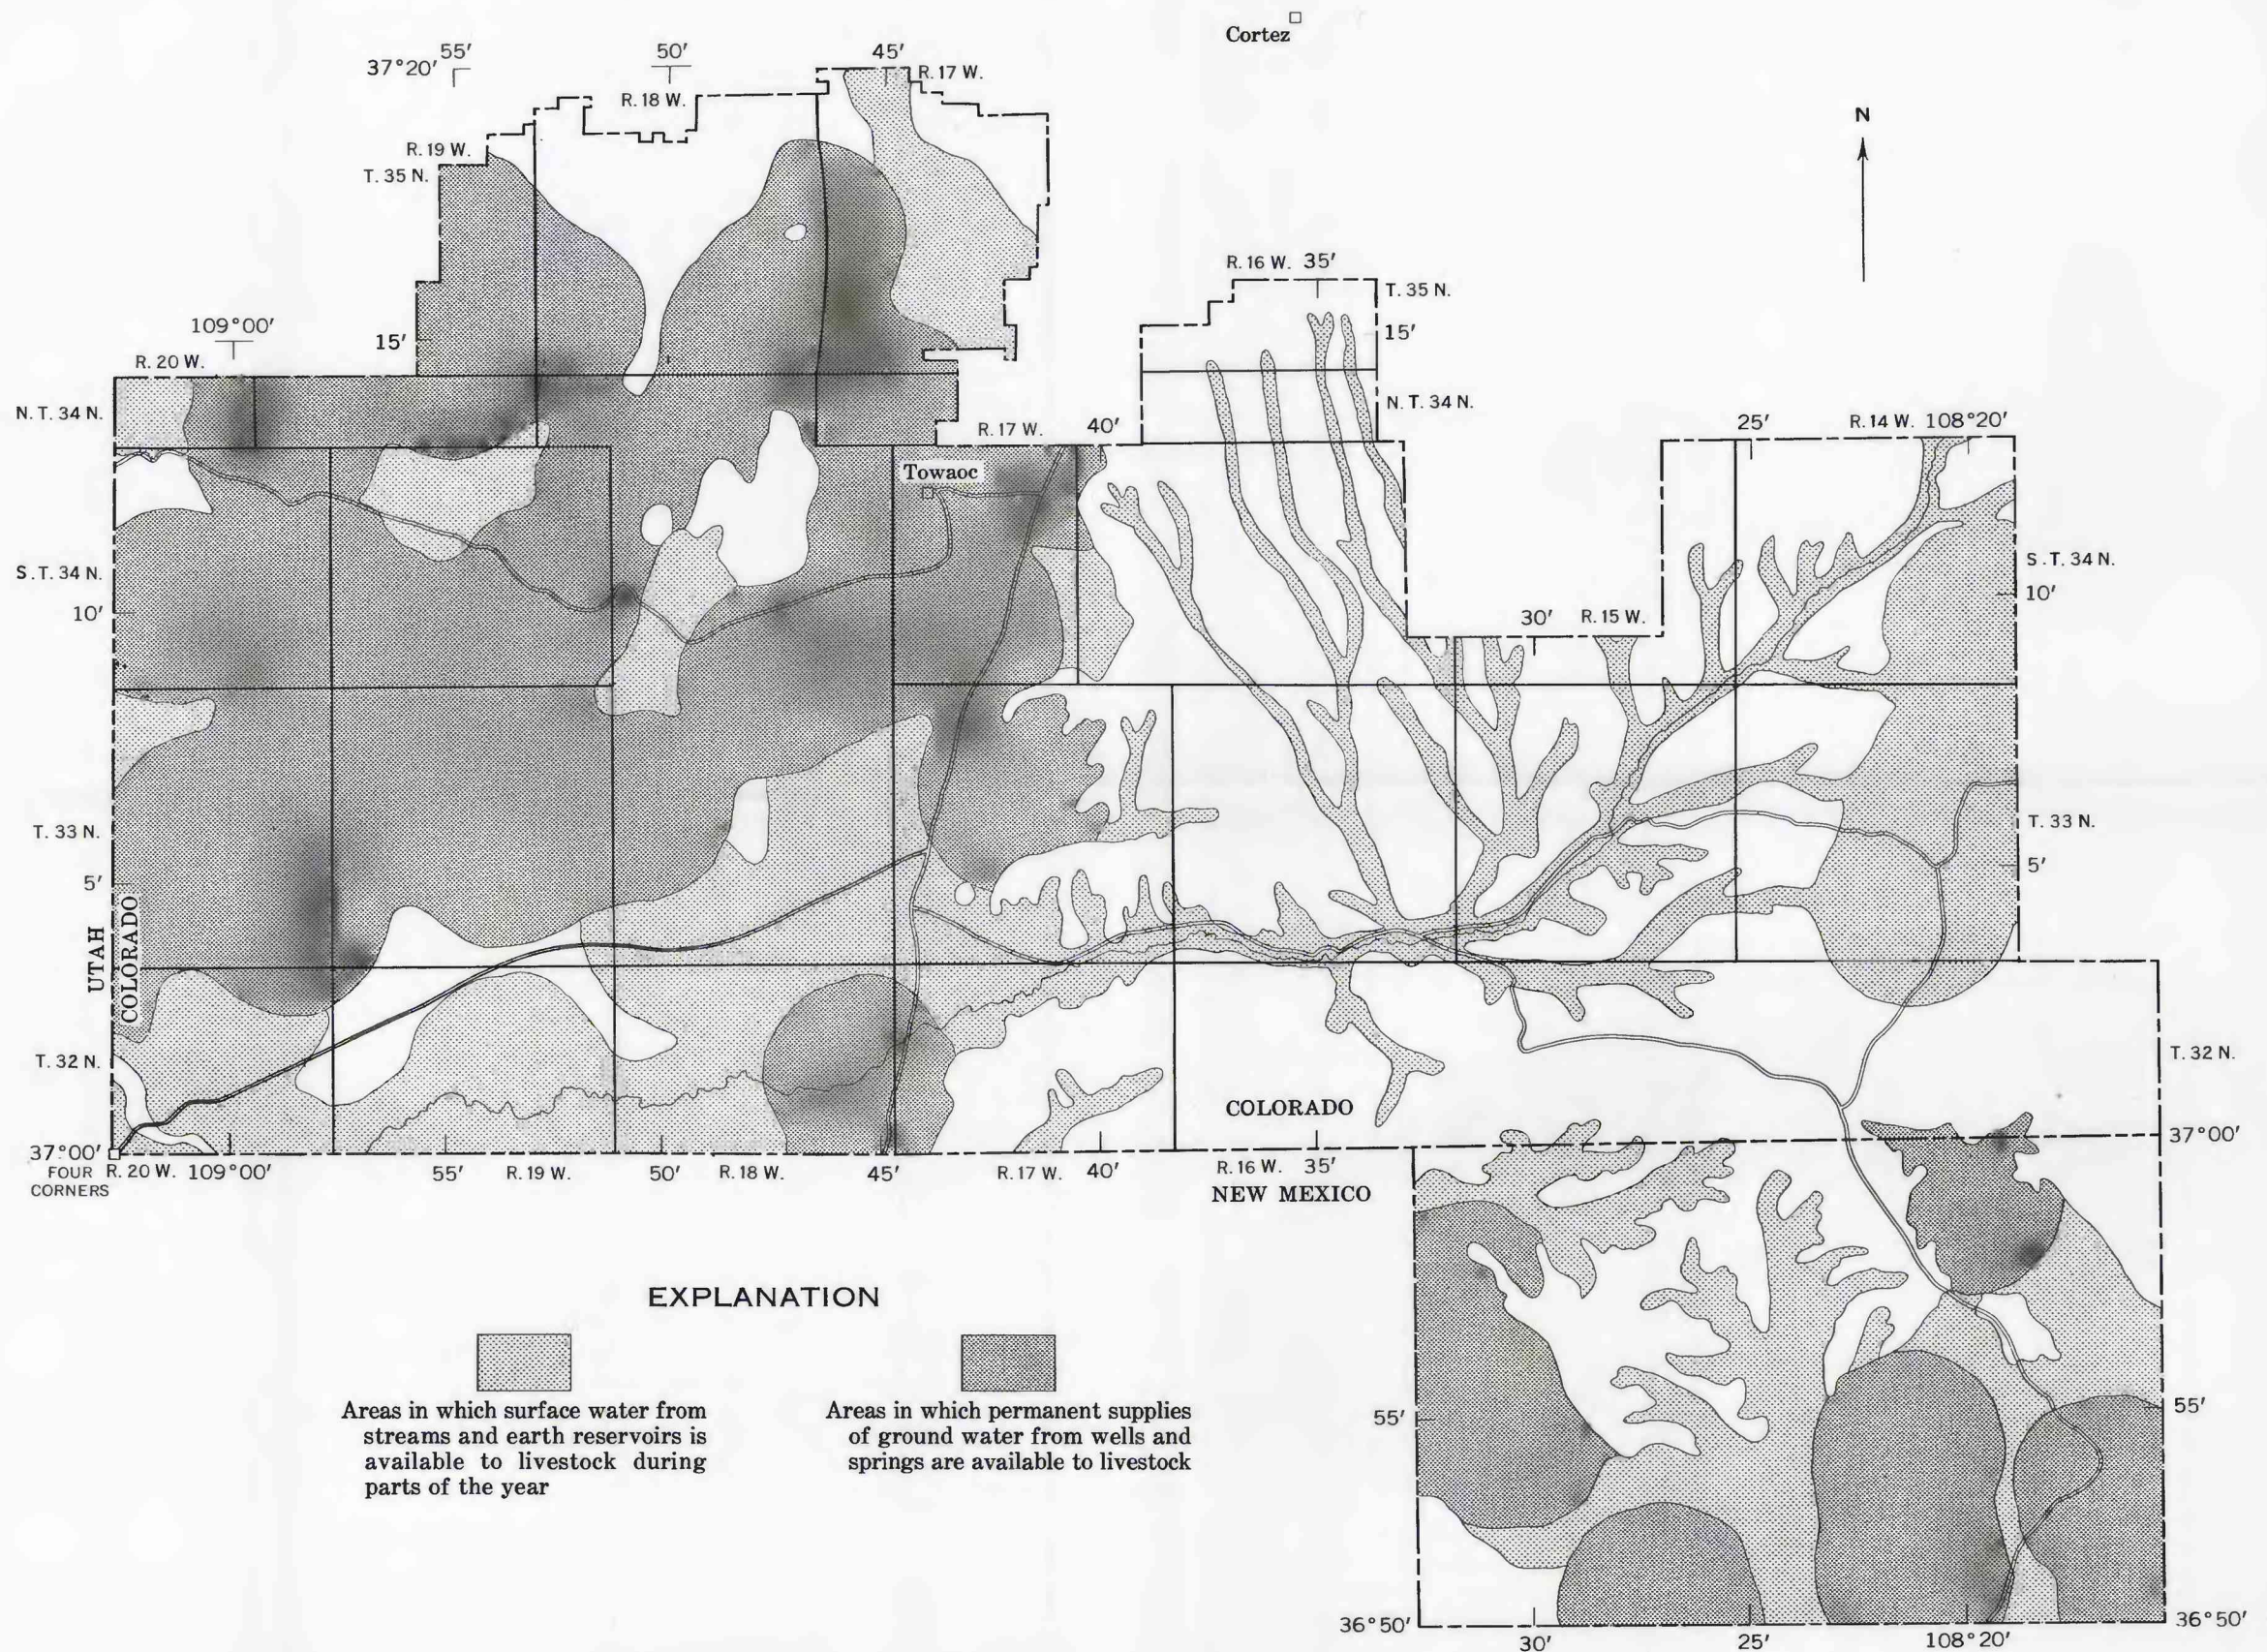 Cortez
55′ 50′ 45′
37°20′ R. 17 W.
R. 18 W.
N
R. 19 W.
T. 35 N.
R. 16 W. 35′
T. 35 N.
109°00′
15′ 15′
R. 20 W.
N. T. 34 N. N. T. 34 N.
R. 17 W. 40′ 25′ R. 14 W. 108°20′
Towaoc
S. T. 34 N. S. T. 34 N.
10′ 10′
30′ R. 15 W.
T. 33 N. T. 33 N.
5′ 5′
UTAH
COLORADO
T. 32 N. T. 32 N.
COLORADO
37°00′ 37°00′
FOUR CORNERS
R. 20 W. 109°00′ 55′ R. 19 W. 50′ R. 18 W. 45′ R. 17 W. 40′ R. 16 W. 35′
NEW MEXICO
EXPLANATION
Areas in which surface water from
streams and earth reservoirs is
available to livestock during
parts of the year
Areas in which permanent supplies
of ground water from wells and
springs are available to livestock
55′ 55′
36°50′ 36°50′
30′ 25′ 108°20′